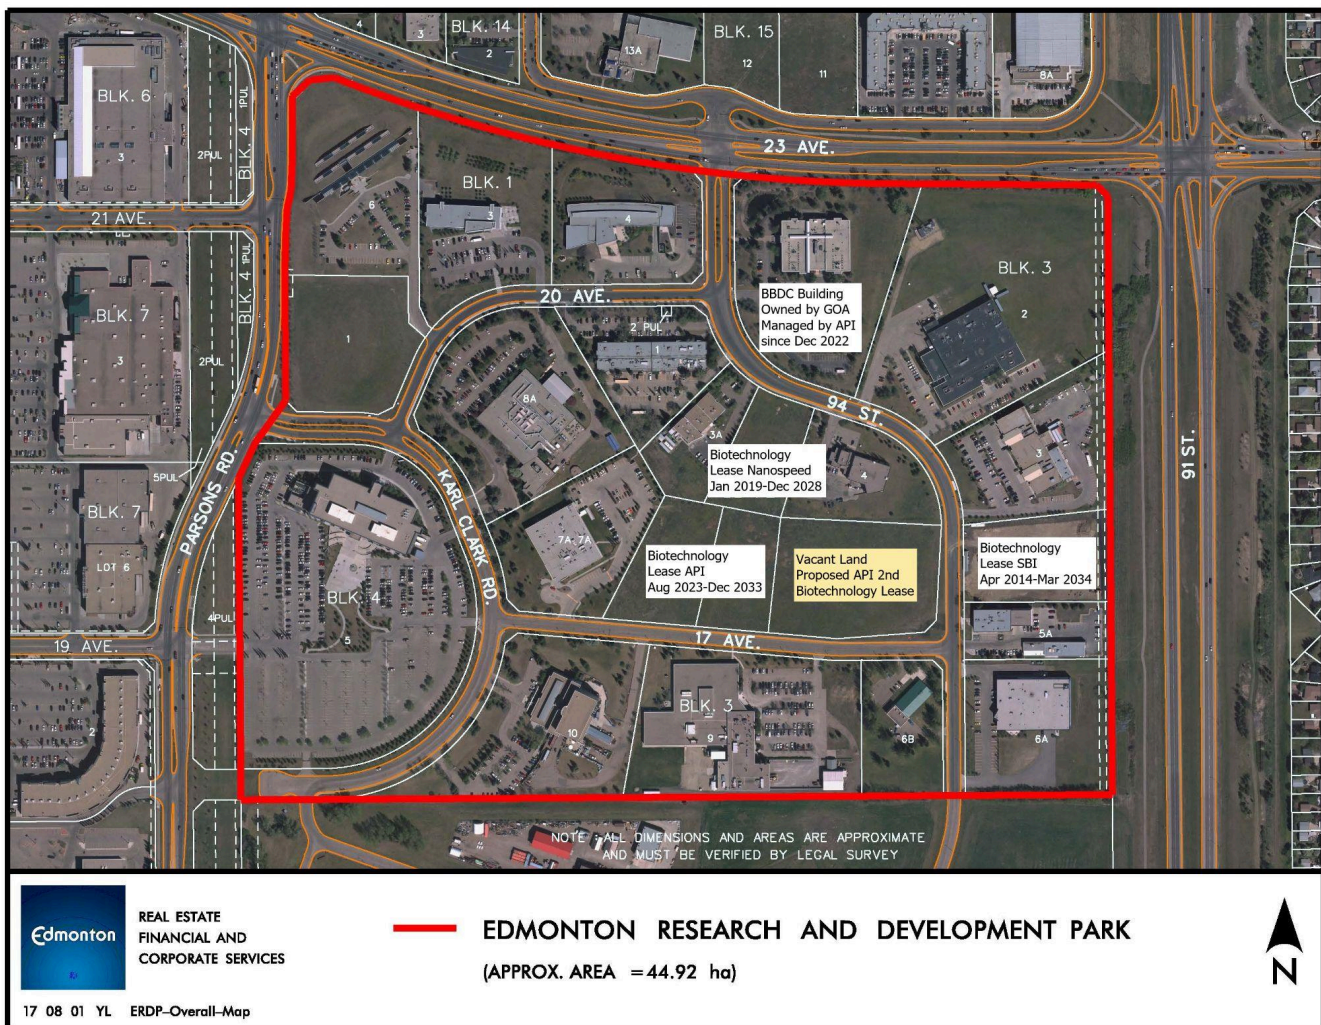 BLK. 14
BLK. 15
4
3
2
13A
12
11
8A
BLK. 6
3
2PUL
BLK. 4
1PUL
23 AVE.
21 AVE.
6
BLK. 1
3
4
BLK. 3
2
BLK. 4
1PUL
20 AVE.
2 PUL
1
1
BBDC Building
Owned by GOA
Managed by API
since Dec 2022
BLK. 7
3
2PUL
8A
94 ST.
3A
Biotechnology
Lease Nanospeed
Jan 2019-Dec 2028
4
3
91 ST.
5PUL
PARSONS RD.
BLK. 7
LOT 6
KARL CLARK RD.
7A, 7A
Biotechnology
Lease API
Aug 2023-Dec 2033
Vacant Land
Proposed API 2nd
Biotechnology Lease
Biotechnology
Lease SBI
Apr 2014-Mar 2034
BLK. 4
5
4PUL
19 AVE.
17 AVE.
5A
2
10
BLK. 3
9
6B
6A
NOTE : ALL DIMENSIONS AND AREAS ARE APPROXIMATE
AND MUST BE VERIFIED BY LEGAL SURVEY
Edmonton
REAL ESTATE
FINANCIAL AND
CORPORATE SERVICES
EDMONTON RESEARCH AND DEVELOPMENT PARK
(APPROX. AREA = 44.92 ha)
N
17 08 01 YL ERDP-Overall-Map